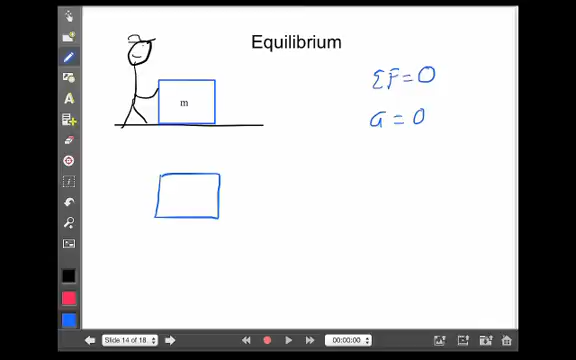 Equilibrium
ΣF = 0
a = 0
m
Slide 14 of 18
00:00:00